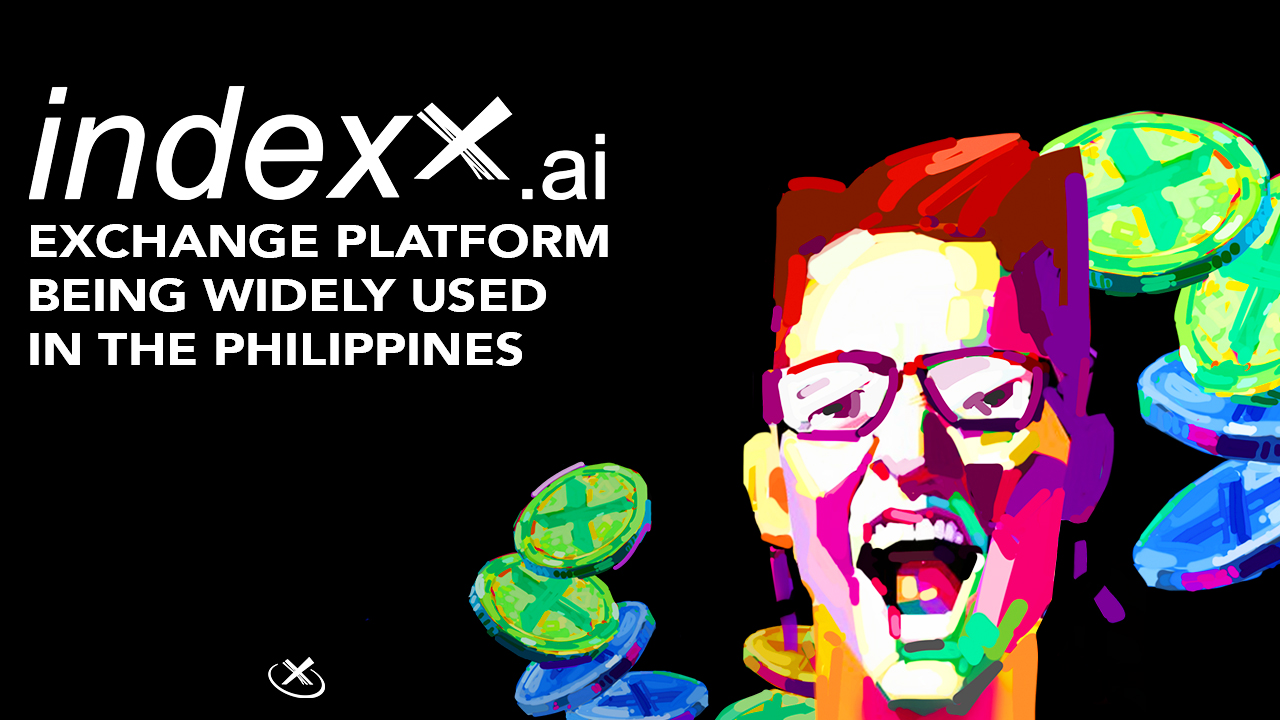 indexx.ai
EXCHANGE PLATFORM
BEING WIDELY USED
IN THE PHILIPPINES